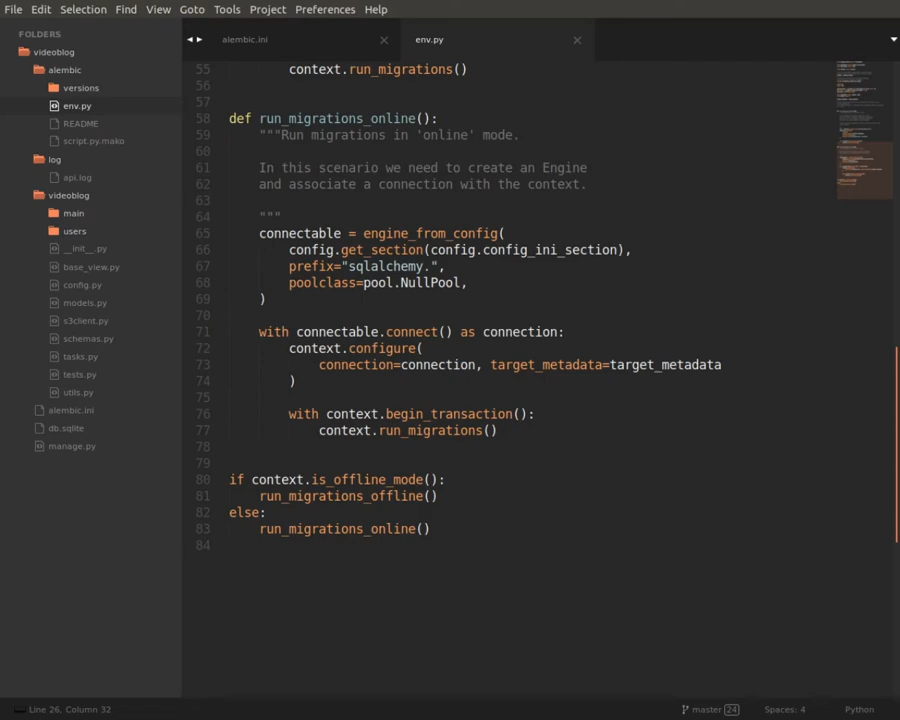 File Edit Selection Find View Goto Tools Project Preferences Help
FOLDERS
videoblog
alembic
versions
env.py
README
script.py.mako
log
api.log
videoblog
main
users
__init__.py
base_view.py
config.py
models.py
s3client.py
schemas.py
tasks.py
tests.py
utils.py
alembic.ini
db.sqlite
manage.py
alembic.ini env.py
55         context.run_migrations()
56
57
58 def run_migrations_online():
59     """Run migrations in 'online' mode.
60
61     In this scenario we need to create an Engine
62     and associate a connection with the context.
63
64     """
65     connectable = engine_from_config(
66         config.get_section(config.config_ini_section),
67         prefix="sqlalchemy.",
68         poolclass=pool.NullPool,
69     )
70
71     with connectable.connect() as connection:
72         context.configure(
73             connection=connection, target_metadata=target_metadata
74         )
75
76         with context.begin_transaction():
77             context.run_migrations()
78
79
80 if context.is_offline_mode():
81     run_migrations_offline()
82 else:
83     run_migrations_online()
84
Line 26, Column 32 master 24 Spaces: 4 Python